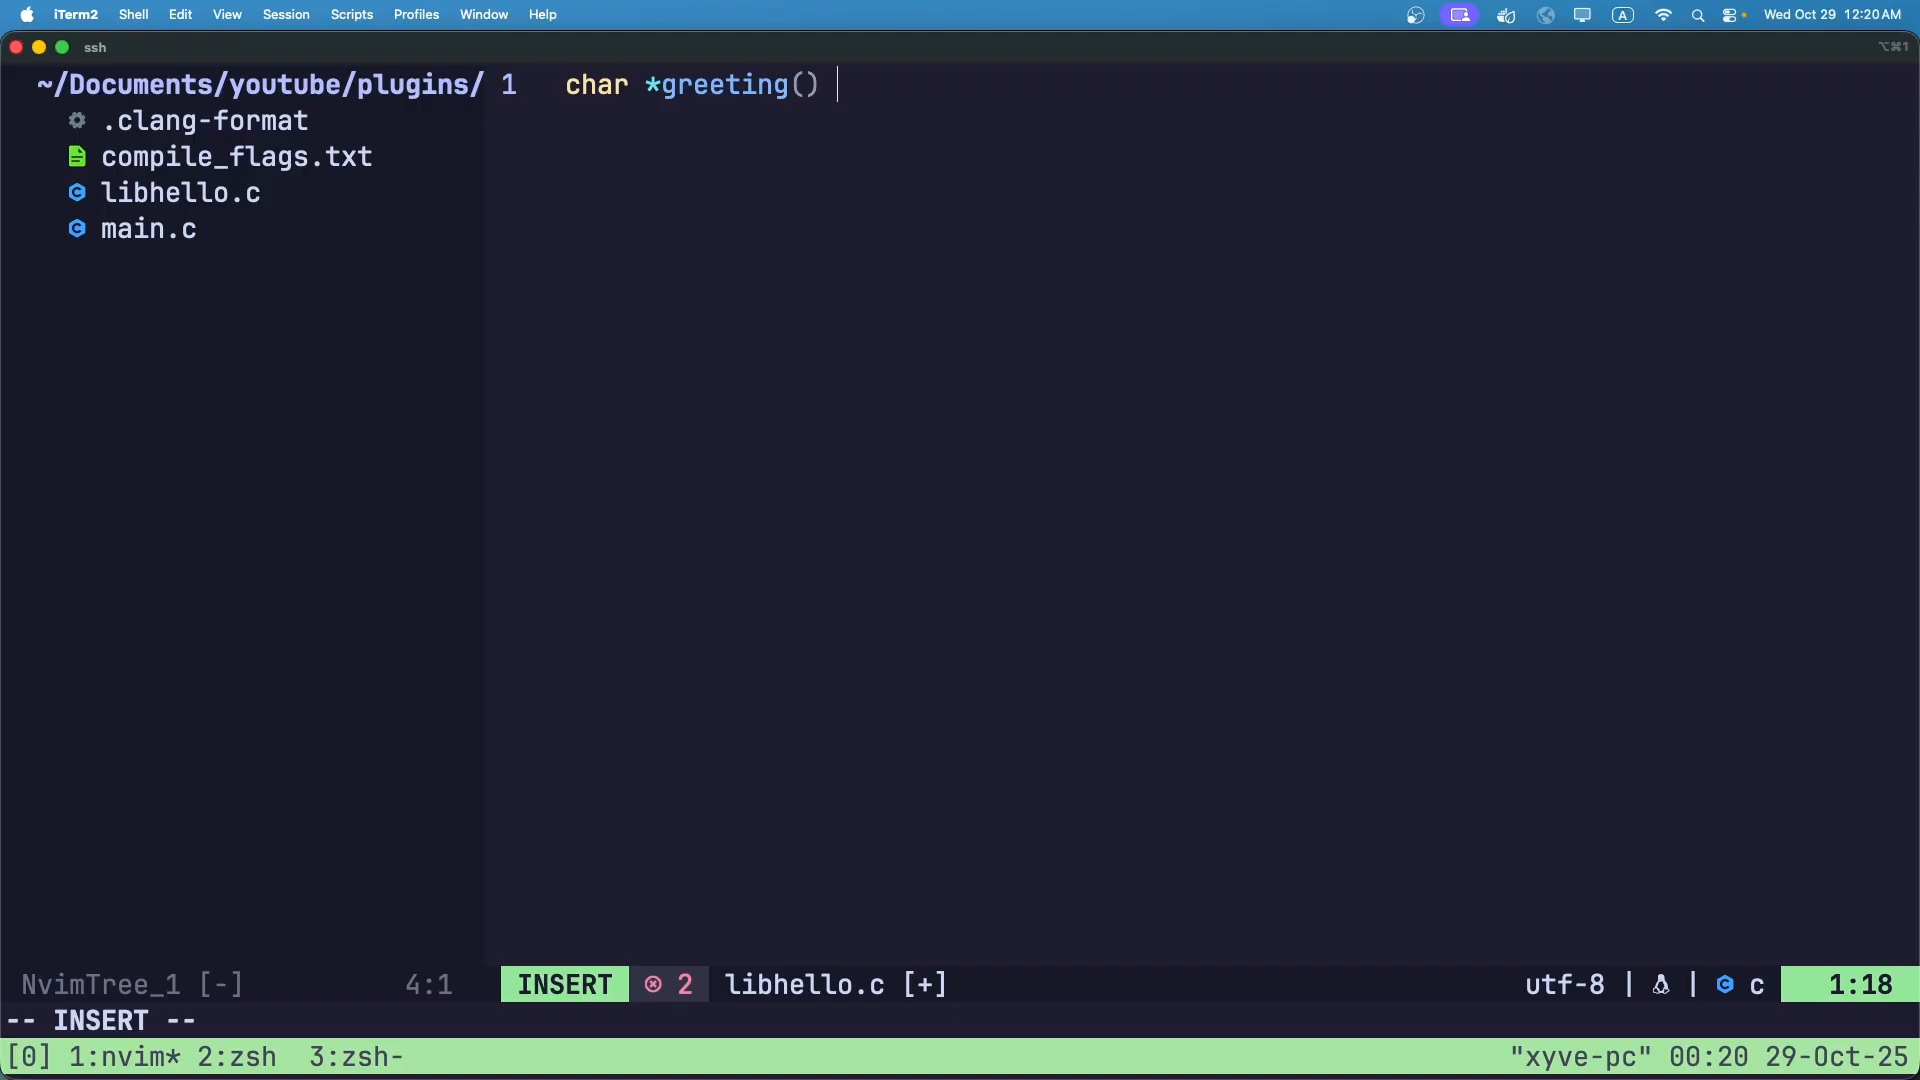 iTerm2 Shell Edit View Session Scripts Profiles Window Help A Wed Oct 29 12:20 AM
ssh ⌥⌘1
~/Documents/youtube/plugins/ 1 char *greeting()
.clang-format
compile_flags.txt
libhello.c
main.c
NvimTree_1 [-] 4:1 INSERT 2 libhello.c [+] utf-8 | | c 1:18
-- INSERT --
[0] 1:nvim* 2:zsh 3:zsh- "xyve-pc" 00:20 29-Oct-25